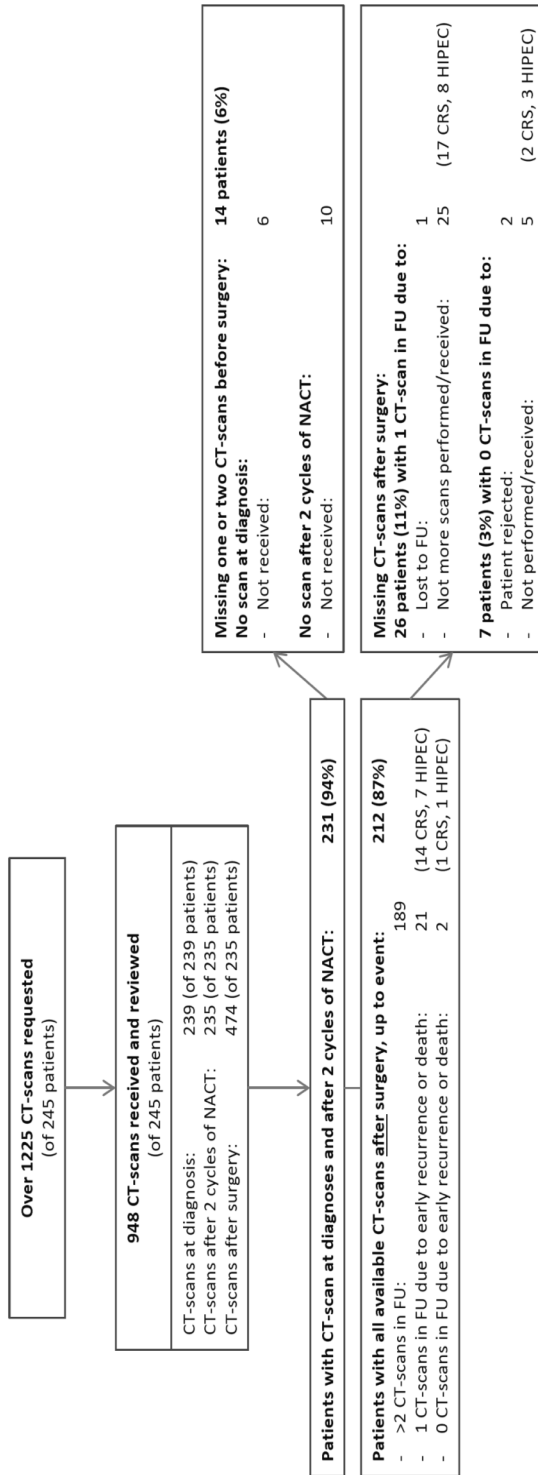 Over 1225 CT-scans requested
(of 245 patients)
948 CT-scans received and reviewed
(of 245 patients)
CT-scans at diagnosis: 239 (of 239 patients)
CT-scans after 2 cycles of NACT: 235 (of 235 patients)
CT-scans after surgery: 474 (of 235 patients)
Patients with CT-scan at diagnoses and after 2 cycles of NACT: 231 (94%)
Patients with all available CT-scans after surgery, up to event: 212 (87%)
- >2 CT-scans in FU: 189
- 1 CT-scans in FU due to early recurrence or death: 21 (14 CRS, 7 HIPEC)
- 0 CT-scans in FU due to early recurrence or death: 2 (1 CRS, 1 HIPEC)
Missing one or two CT-scans before surgery: 14 patients (6%)
No scan at diagnosis:
- Not received: 6
No scan after 2 cycles of NACT:
- Not received: 10
Missing CT-scans after surgery:
26 patients (11%) with 1 CT-scan in FU due to:
- Lost to FU: 1
- Not more scans performed/received: 25 (17 CRS, 8 HIPEC)
7 patients (3%) with 0 CT-scans in FU due to:
- Patient rejected: 2
- Not performed/received: 5 (2 CRS, 3 HIPEC)